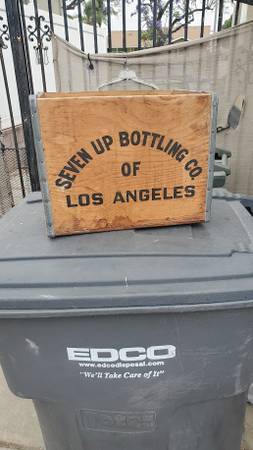 SEVEN UP BOTTLING CO.
OF
LOS ANGELES
EDCO
www.edcodisposal.com
"We'll Take Care of It"